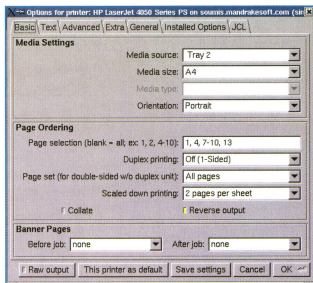 Options for printer: HP LaserJet 4050 Series PS on soumis.mandrakesoft.com (sin
Basic Text Advanced Extra General Installed Options JCL
Media Settings
Media source: Tray 2
Media size: A4
Media type:
Orientation: Portrait
Page Ordering
Page selection (blank = all; ex: 1, 2, 4-10): 1, 4, 7-10, 13
Duplex printing: Off (1-Sided)
Page set (for double-sided w/o duplex unit): All pages
Scaled down printing: 2 pages per sheet
Collate Reverse output
Banner Pages
Before job: none After job: none
Raw output This printer as default Save settings Cancel OK